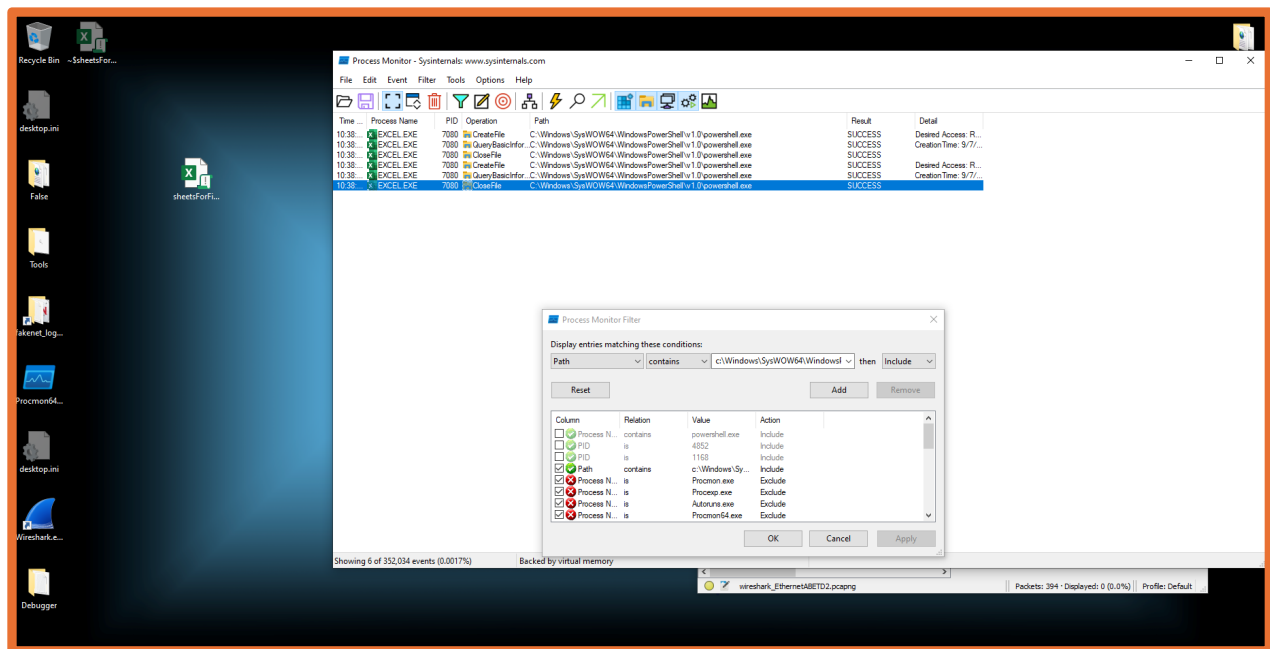 Recycle Bin
~$sheetsFor...
desktop.ini
False
sheetsForFi...
Tools
fakenet_log...
Procmon64...
desktop.ini
Wireshark.e...
Debugger
Process Monitor - Sysinternals: www.sysinternals.com
File Edit Event Filter Tools Options Help
Time ... Process Name PID Operation Path Result Detail
10:38:... EXCEL.EXE 7080 CreateFile C:\Windows\SysWOW64\WindowsPowerShell\v1.0\powershell.exe SUCCESS Desired Access: R...
10:38:... EXCEL.EXE 7080 QueryBasicInfor... C:\Windows\SysWOW64\WindowsPowerShell\v1.0\powershell.exe SUCCESS CreationTime: 9/7/...
10:38:... EXCEL.EXE 7080 CloseFile C:\Windows\SysWOW64\WindowsPowerShell\v1.0\powershell.exe SUCCESS
10:38:... EXCEL.EXE 7080 CreateFile C:\Windows\SysWOW64\WindowsPowerShell\v1.0\powershell.exe SUCCESS Desired Access: R...
10:38:... EXCEL.EXE 7080 QueryBasicInfor... C:\Windows\SysWOW64\WindowsPowerShell\v1.0\powershell.exe SUCCESS CreationTime: 9/7/...
10:38:... EXCEL.EXE 7080 CloseFile C:\Windows\SysWOW64\WindowsPowerShell\v1.0\powershell.exe SUCCESS
Process Monitor Filter
Display entries matching these conditions:
Path contains c:\Windows\SysWOW64\Windows then Include
Reset Add Remove
Column Relation Value Action
Process N... contains powershell.exe Include
PID is 4852 Include
PID is 1168 Include
Path contains c:\Windows\Sy... Include
Process N... is Procmon.exe Exclude
Process N... is Procexp.exe Exclude
Process N... is Autoruns.exe Exclude
Process N... is Procmon64.exe Exclude
OK Cancel Apply
Showing 6 of 352,034 events (0.0017%) Backed by virtual memory
wireshark_EthernetABETD2.pcapng Packets: 394 · Displayed: 0 (0.0%) Profile: Default